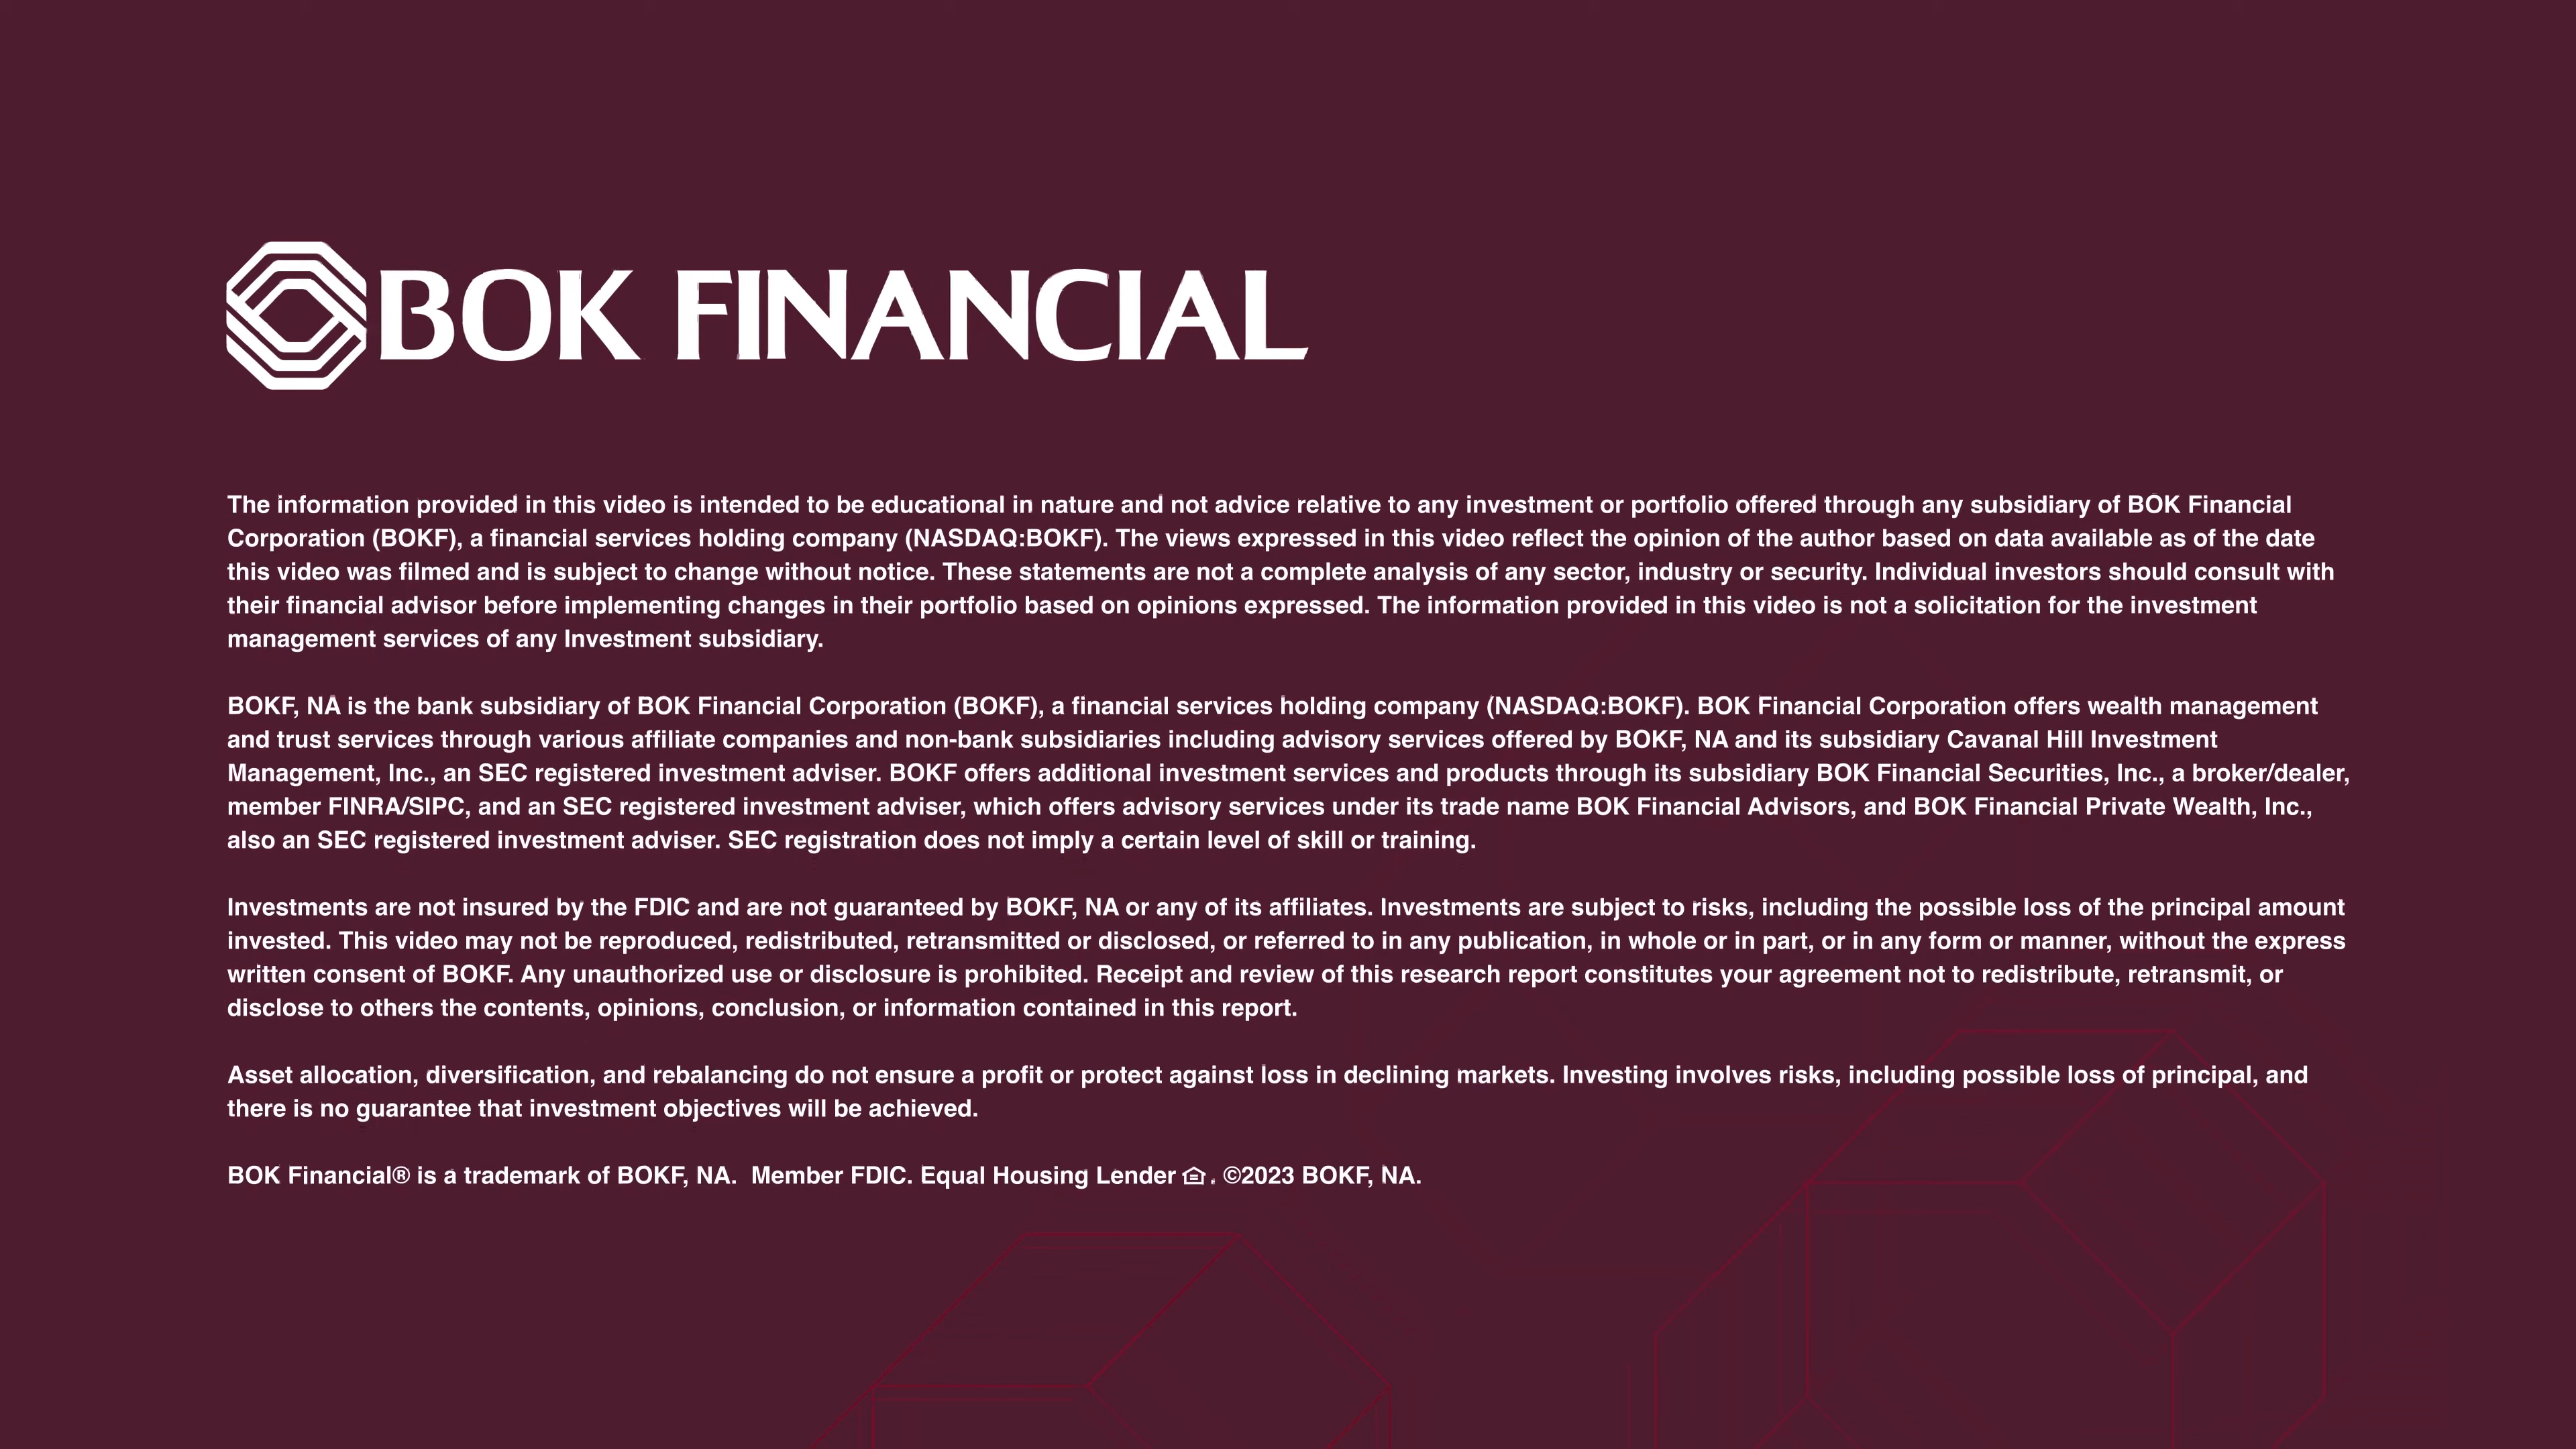 BOK FINANCIAL
The information provided in this video is intended to be educational in nature and not advice relative to any investment or portfolio offered through any subsidiary of BOK Financial
Corporation (BOKF), a financial services holding company (NASDAQ:BOKF). The views expressed in this video reflect the opinion of the author based on data available as of the date
this video was filmed and is subject to change without notice. These statements are not a complete analysis of any sector, industry or security. Individual investors should consult with
their financial advisor before implementing changes in their portfolio based on opinions expressed. The information provided in this video is not a solicitation for the investment
management services of any Investment subsidiary.
BOKF, NA is the bank subsidiary of BOK Financial Corporation (BOKF), a financial services holding company (NASDAQ:BOKF). BOK Financial Corporation offers wealth management
and trust services through various affiliate companies and non-bank subsidiaries including advisory services offered by BOKF, NA and its subsidiary Cavanal Hill Investment
Management, Inc., an SEC registered investment adviser. BOKF offers additional investment services and products through its subsidiary BOK Financial Securities, Inc., a broker/dealer,
member FINRA/SIPC, and an SEC registered investment adviser, which offers advisory services under its trade name BOK Financial Advisors, and BOK Financial Private Wealth, Inc.,
also an SEC registered investment adviser. SEC registration does not imply a certain level of skill or training.
Investments are not insured by the FDIC and are not guaranteed by BOKF, NA or any of its affiliates. Investments are subject to risks, including the possible loss of the principal amount
invested. This video may not be reproduced, redistributed, retransmitted or disclosed, or referred to in any publication, in whole or in part, or in any form or manner, without the express
written consent of BOKF. Any unauthorized use or disclosure is prohibited. Receipt and review of this research report constitutes your agreement not to redistribute, retransmit, or
disclose to others the contents, opinions, conclusion, or information contained in this report.
Asset allocation, diversification, and rebalancing do not ensure a profit or protect against loss in declining markets. Investing involves risks, including possible loss of principal, and
there is no guarantee that investment objectives will be achieved.
BOK Financial® is a trademark of BOKF, NA.  Member FDIC. Equal Housing Lender . ©2023 BOKF, NA.